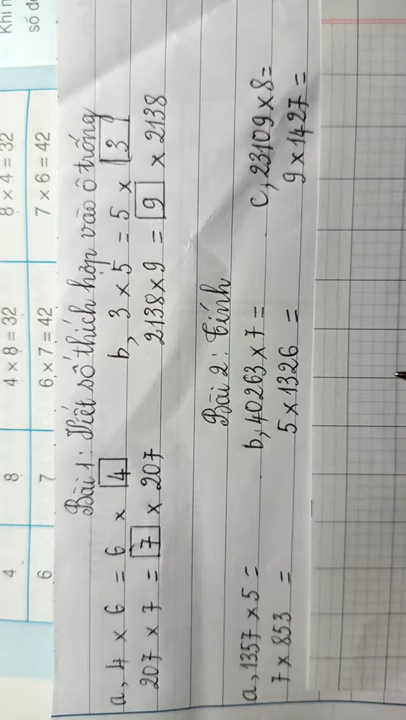 Khi n
số đ
4 8 4 × 8 = 32 8 × 4 = 32
6 7 6 × 7 = 42 7 × 6 = 42
Bài 1: Viết số thích hợp vào ô trống
a, 4 × 6 = 6 × 4 b, 3 × 5 = 5 × 3
207 × 7 = 7 × 207 2138 × 9 = 9 × 2138
Bài 2: Tính
a, 1357 × 5 = b, 40263 × 7 = c, 23109 × 8 =
7 × 853 = 5 × 1326 = 9 × 1427 =